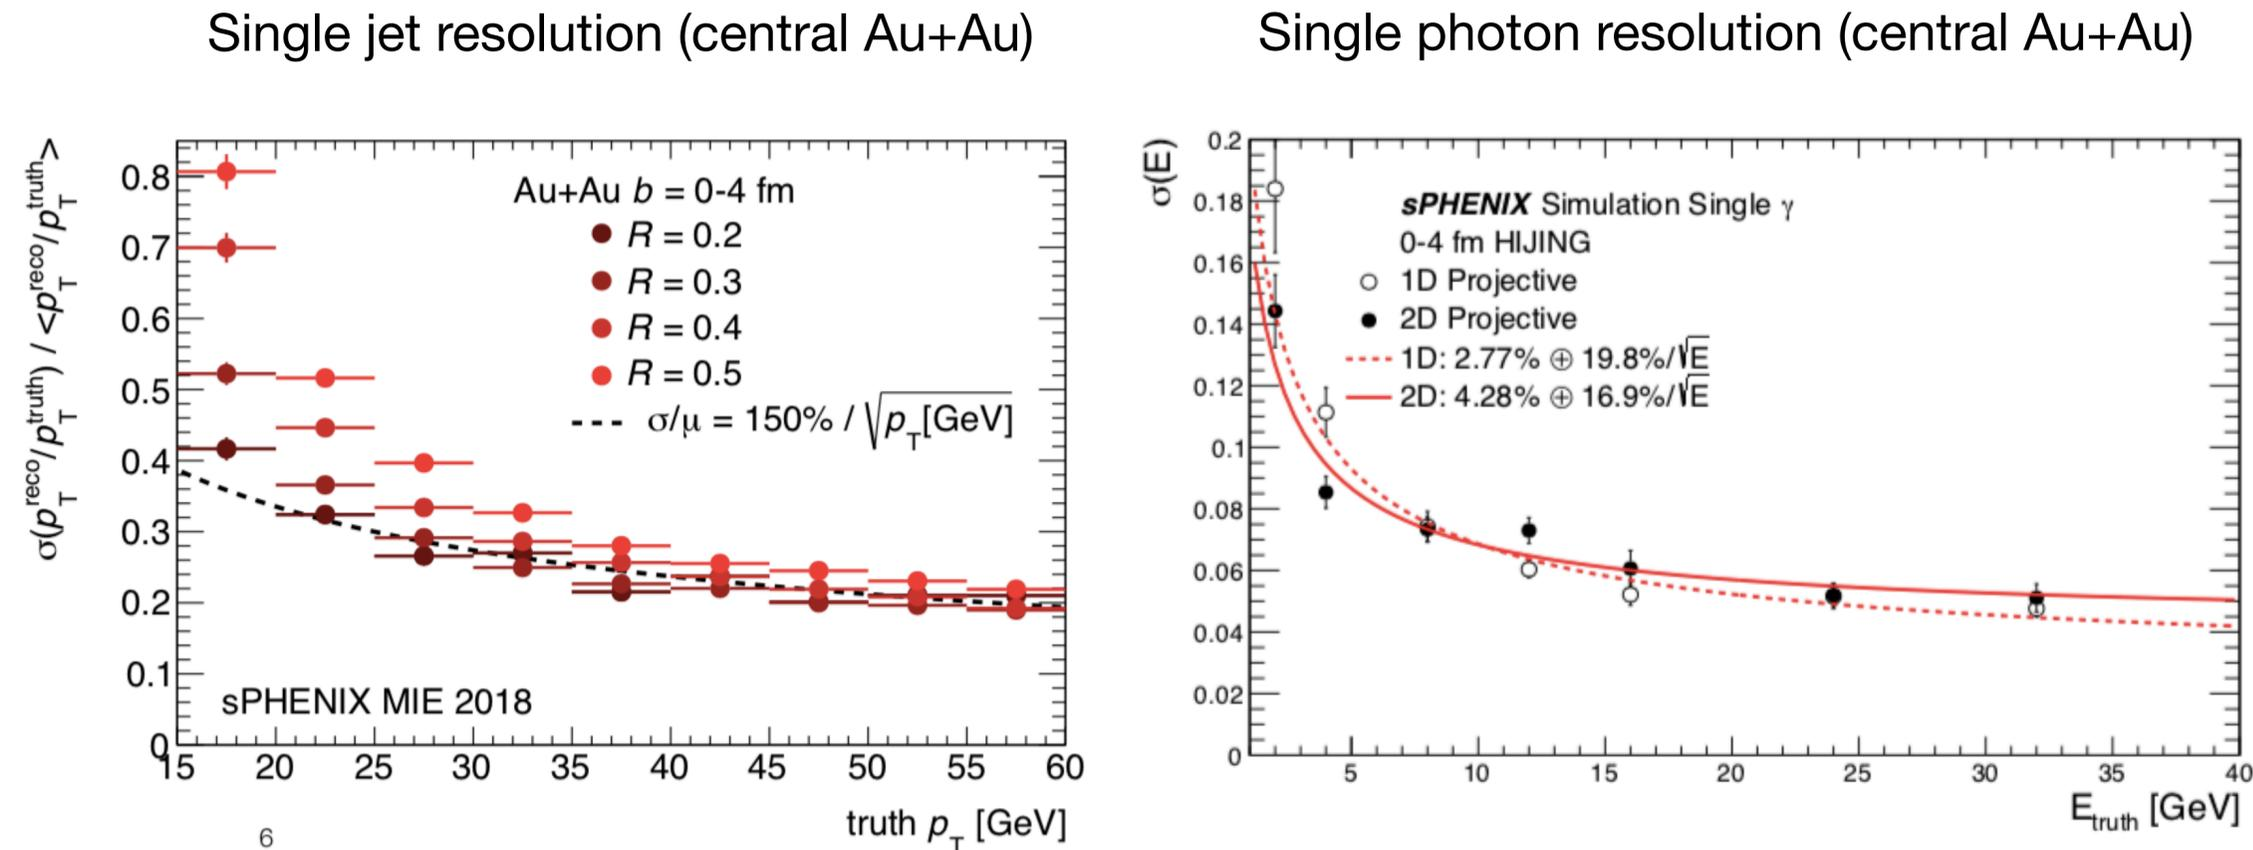 Single jet resolution (central Au+Au)
σ(p_T^reco/p_T^truth) / <p_T^reco/p_T^truth>
0.8
0.7
0.6
0.5
0.4
0.3
0.2
0.1
0
Au+Au b = 0-4 fm
R = 0.2
R = 0.3
R = 0.4
R = 0.5
σ/μ = 150% / √p_T[GeV]
sPHENIX MIE 2018
15 20 25 30 35 40 45 50 55 60
truth p_T [GeV]
6
Single photon resolution (central Au+Au)
σ(E)
0.2
0.18
0.16
0.14
0.12
0.1
0.08
0.06
0.04
0.02
0
sPHENIX Simulation Single γ
0-4 fm HIJING
1D Projective
2D Projective
1D: 2.77% ⊕ 19.8%/√E
2D: 4.28% ⊕ 16.9%/√E
5 10 15 20 25 30 35 40
E_truth [GeV]